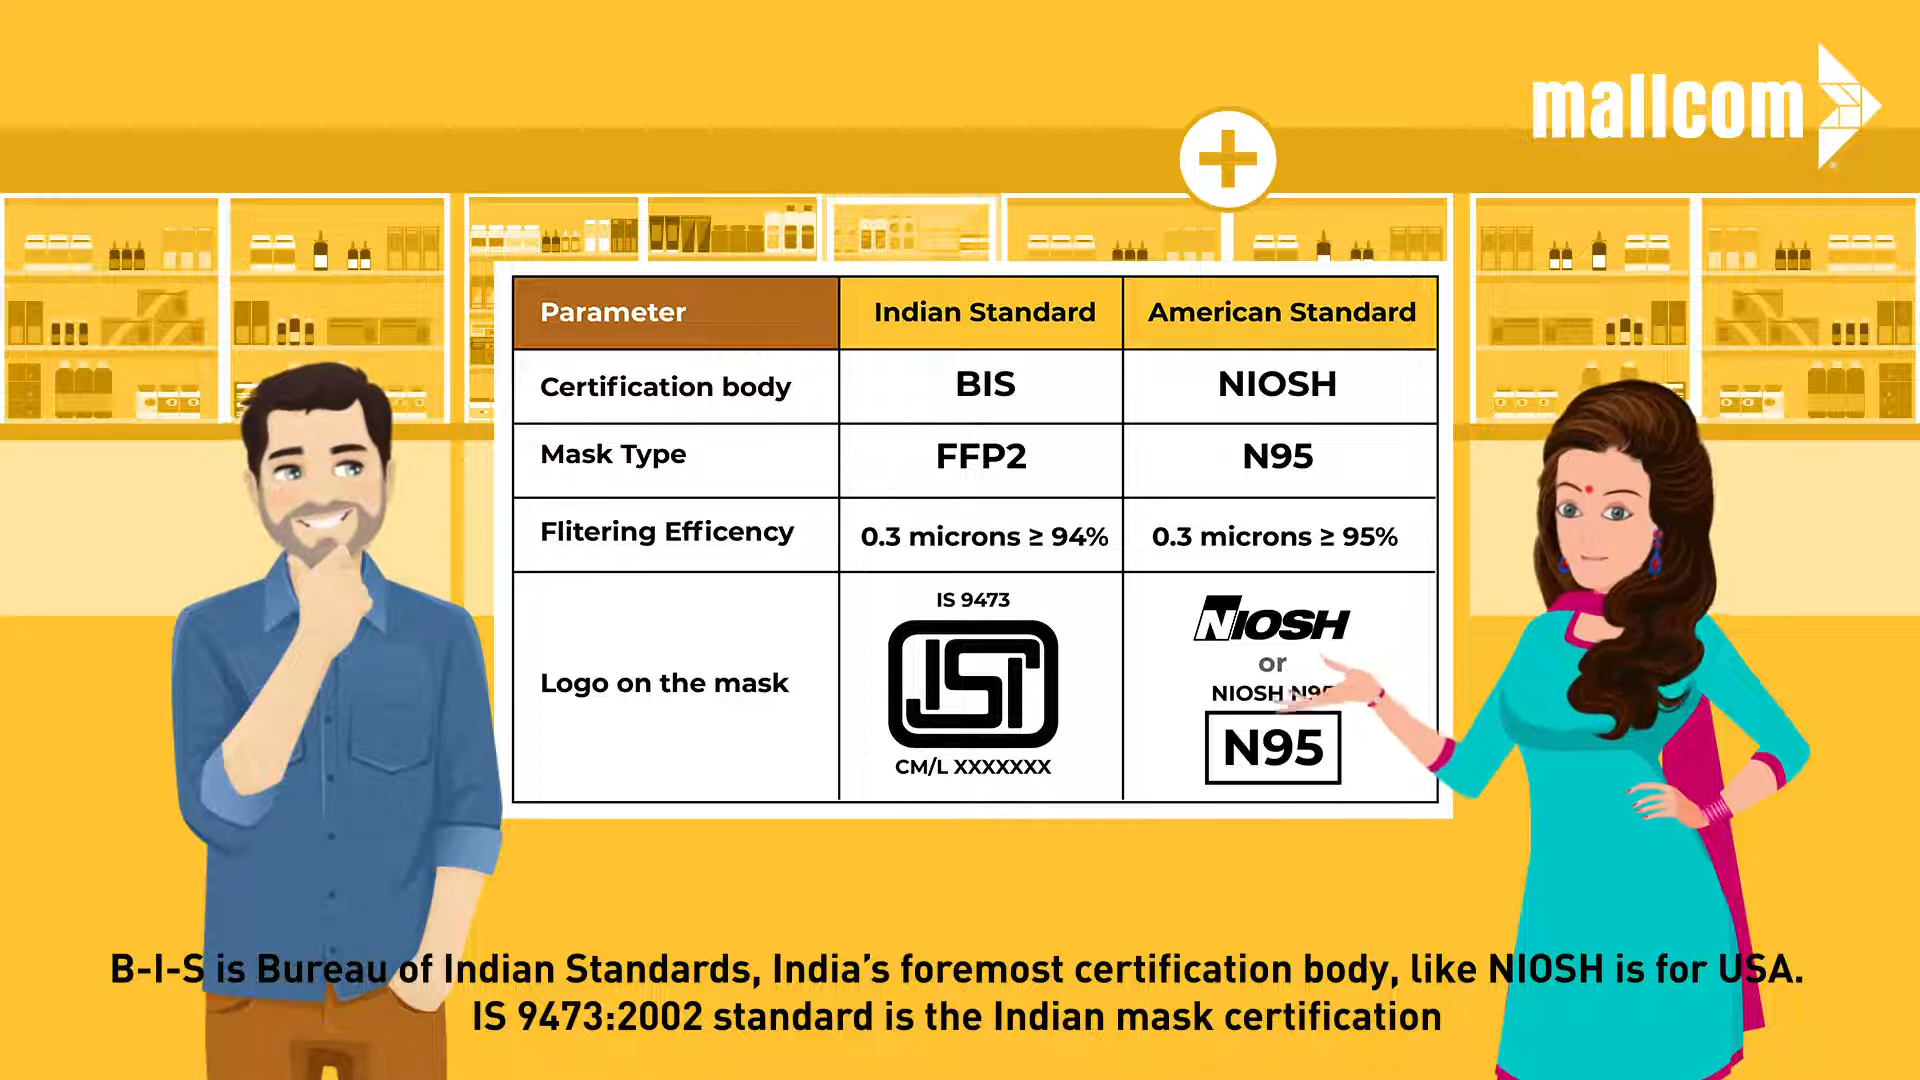 mallcom
Parameter Indian Standard American Standard
Certification body BIS NIOSH
Mask Type FFP2 N95
Flitering Efficency 0.3 microns ≥ 94% 0.3 microns ≥ 95%
Logo on the mask
IS 9473
ISI
CM/L XXXXXXX
NIOSH
or
NIOSH N95
N95
B-I-S is Bureau of Indian Standards, India's foremost certification body, like NIOSH is for USA.
IS 9473:2002 standard is the Indian mask certification